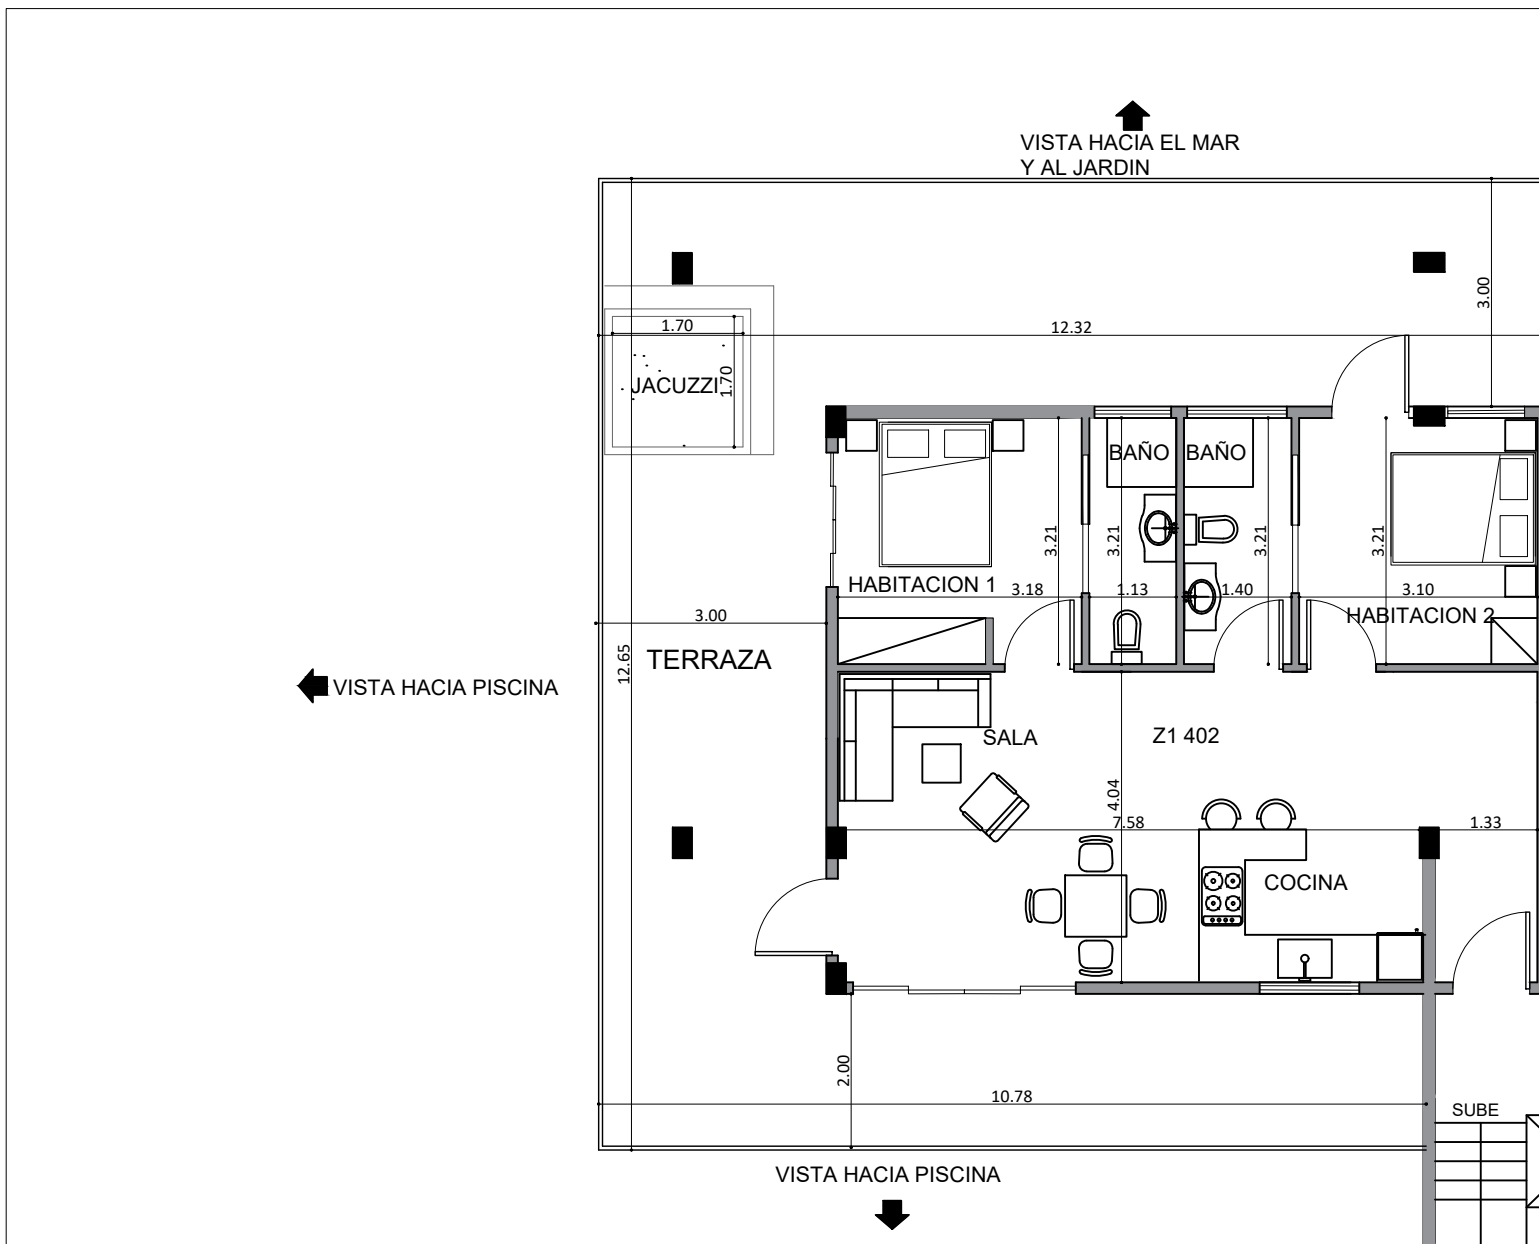 VISTA HACIA EL MAR
Y AL JARDIN
3.00
1.70
12.32
JACUZZI
1.70
BAÑO
BAÑO
3.21
3.21
3.21
3.21
HABITACION 1
3.18
1.13
1.40
3.10
HABITACION 2
3.00
TERRAZA
12.65
VISTA HACIA PISCINA
SALA
Z1 402
4.04
7.58
1.33
COCINA
2.00
10.78
SUBE
VISTA HACIA PISCINA